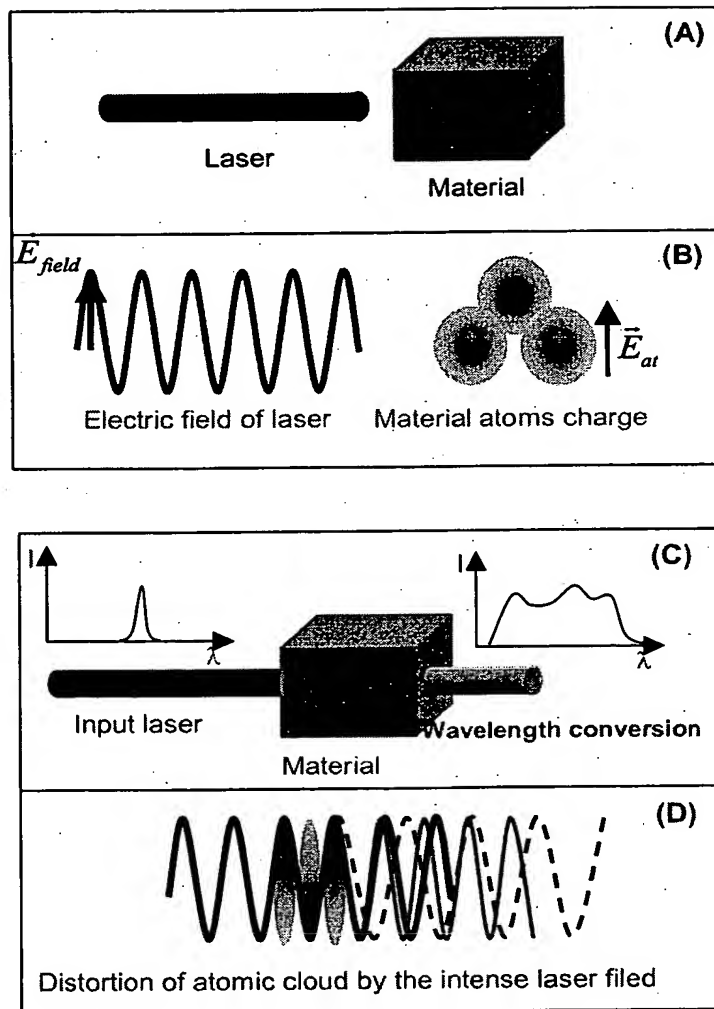 (A)
Laser
Material
(B)
E field
E at
Electric field of laser
Material atoms charge
(C)
I
I
λ
λ
Input laser
Wavelength conversion
Material
(D)
Distortion of atomic cloud by the intense laser filed